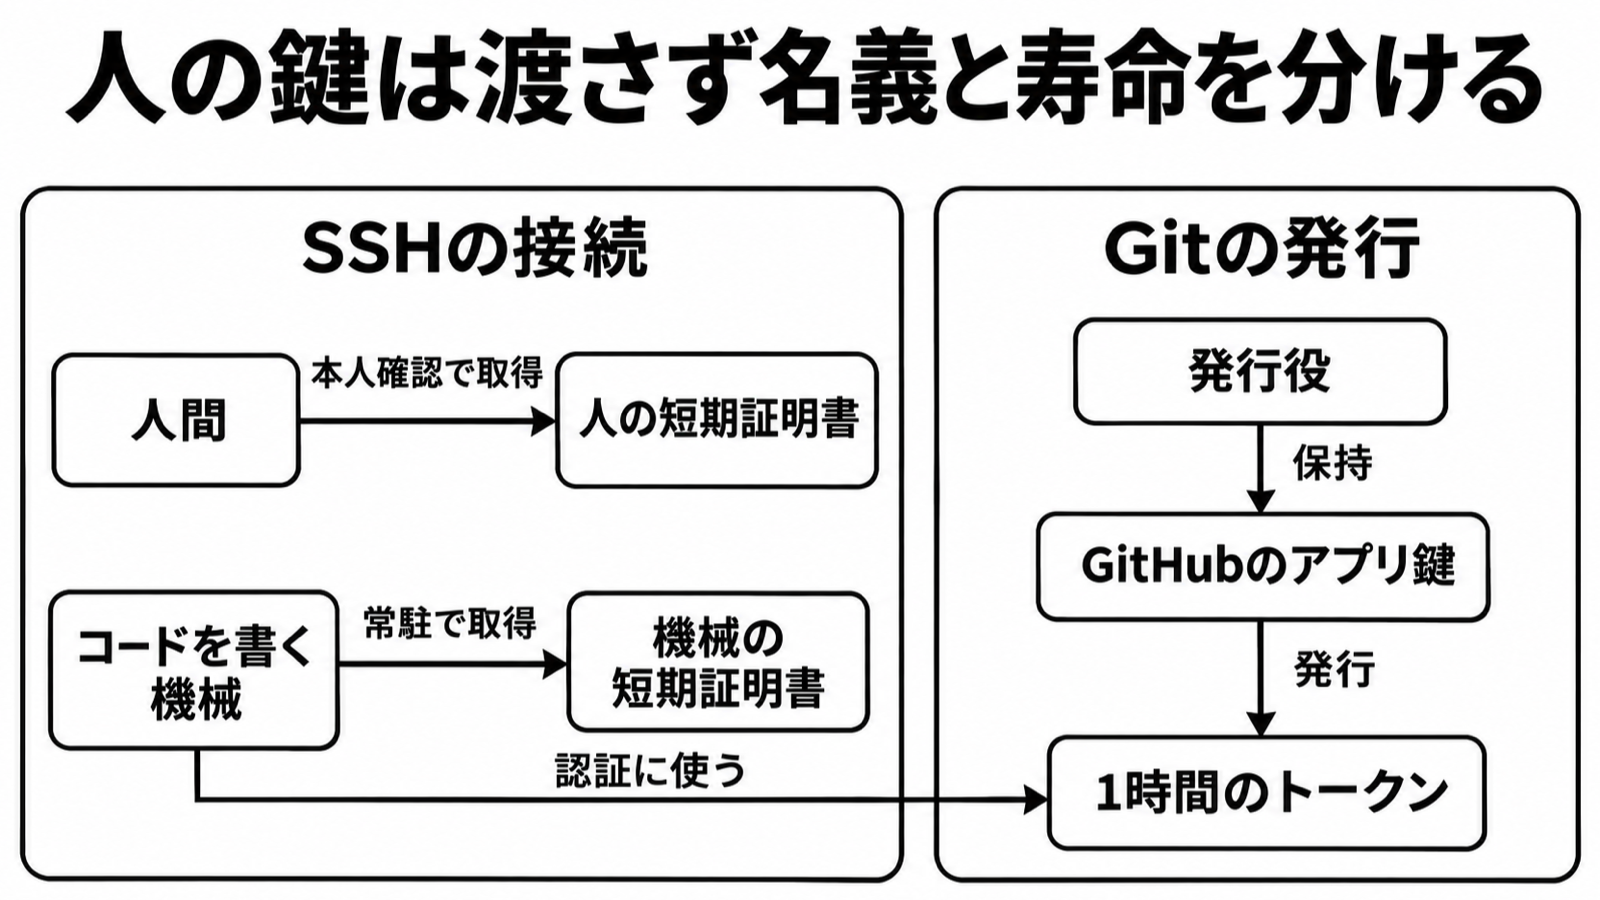 人の鍵は渡さず名義と寿命を分ける
SSHの接続
人間
本人確認で取得
人の短期証明書
コードを書く
機械
常駐で取得
機械の
短期証明書
認証に使う
Gitの発行
発行役
保持
GitHubのアプリ鍵
発行
1時間のトークン